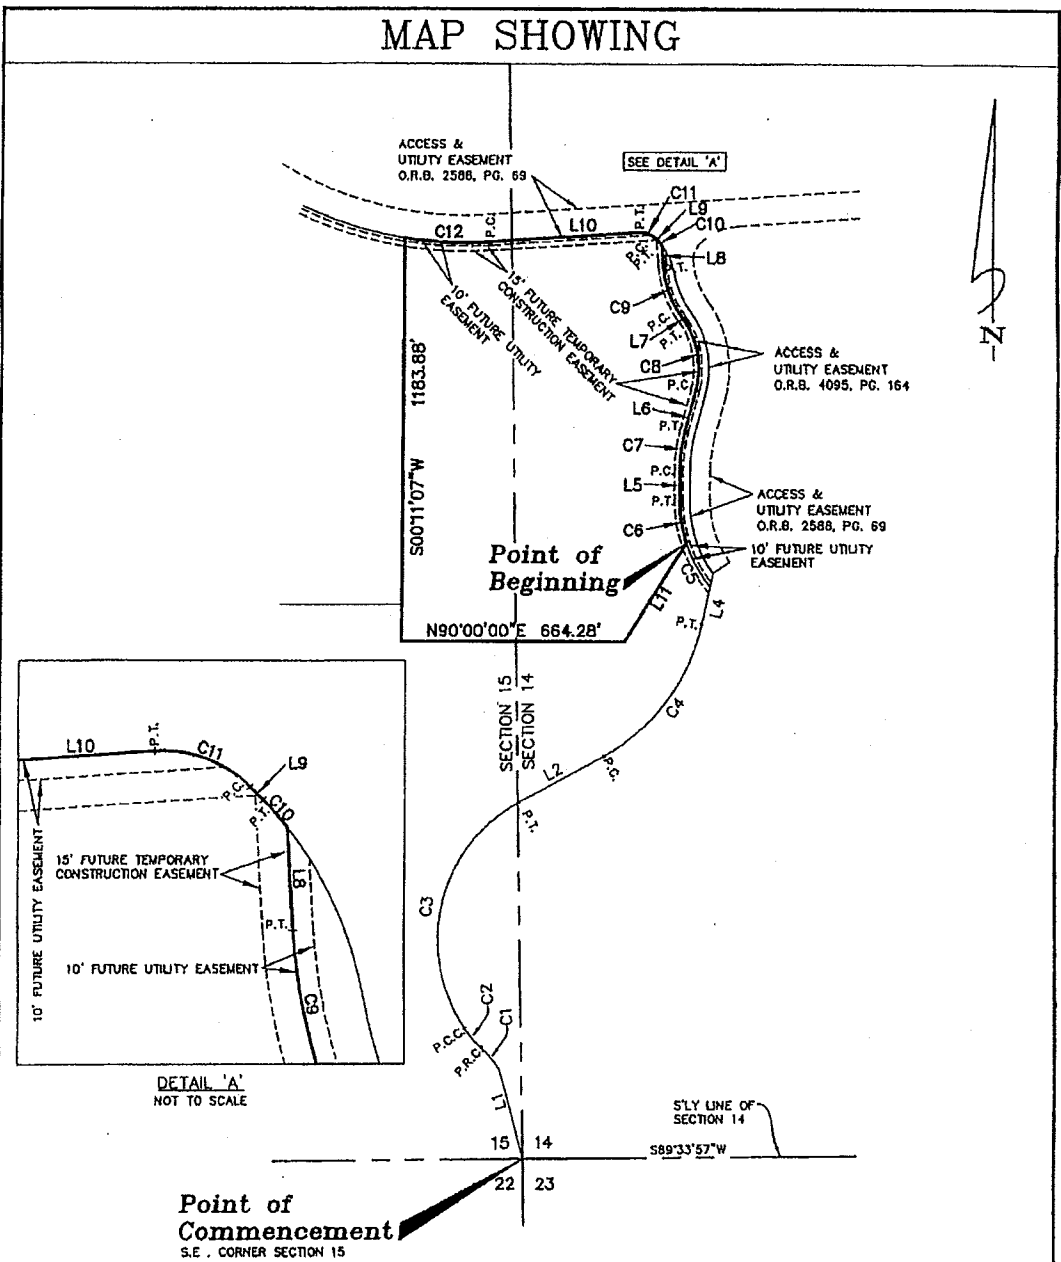 MAP SHOWING
ACCESS &
UTILITY EASEMENT
O.R.B. 2588, PG. 69
SEE DETAIL 'A'
C11
L9
C10
P.T.
L10
P.C.
C12
L8
P.T.
C9
P.C.
L7
P.T.
C8
P.C.
L6
P.T.
C7
P.C.
L5
P.T.
C6
15' FUTURE TEMPORARY
CONSTRUCTION EASEMENT
10' FUTURE UTILITY
EASEMENT
N
ACCESS &
UTILITY EASEMENT
O.R.B. 4095, PG. 164
ACCESS &
UTILITY EASEMENT
O.R.B. 2588, PG. 69
10' FUTURE UTILITY
EASEMENT
S00°11'07"W 1183.88'
Point of
Beginning
C5
L11
L4
P.T.
N90°00'00"E 664.28'
SECTION 15
SECTION 14
C4
L2
P.C.
P.T.
C3
C2
C1
P.C.C.
P.R.C.
L1
L10
P.T.
C11
L9
P.C.
P.T.
C10
15' FUTURE TEMPORARY
CONSTRUCTION EASEMENT
L8
P.T.
10' FUTURE UTILITY EASEMENT
10' FUTURE UTILITY EASEMENT
C9
DETAIL 'A'
NOT TO SCALE
S'LY LINE OF
SECTION 14
S89°33'57"W
15 14
22 23
Point of
Commencement
S.E. CORNER SECTION 15